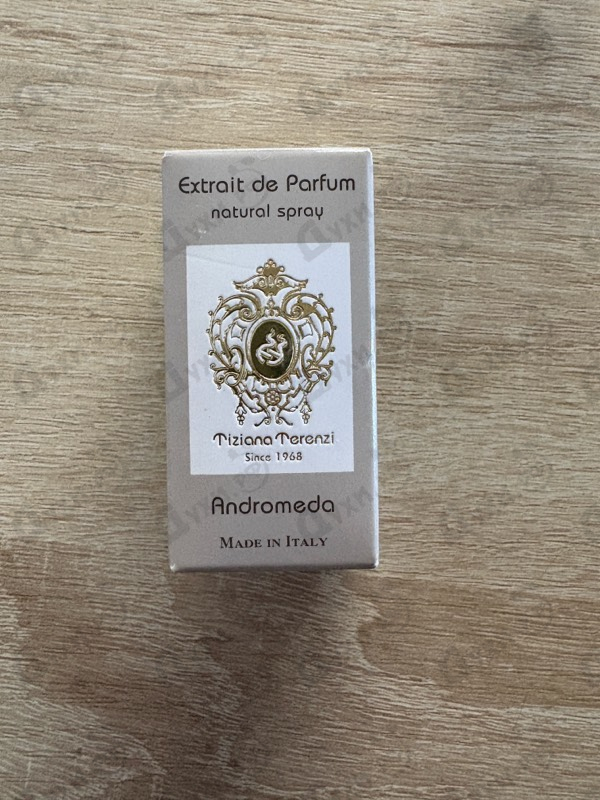 Extrait de Parfum
natural spray
Tiziana Terenzi
Since 1968
Andromeda
MADE IN ITALY